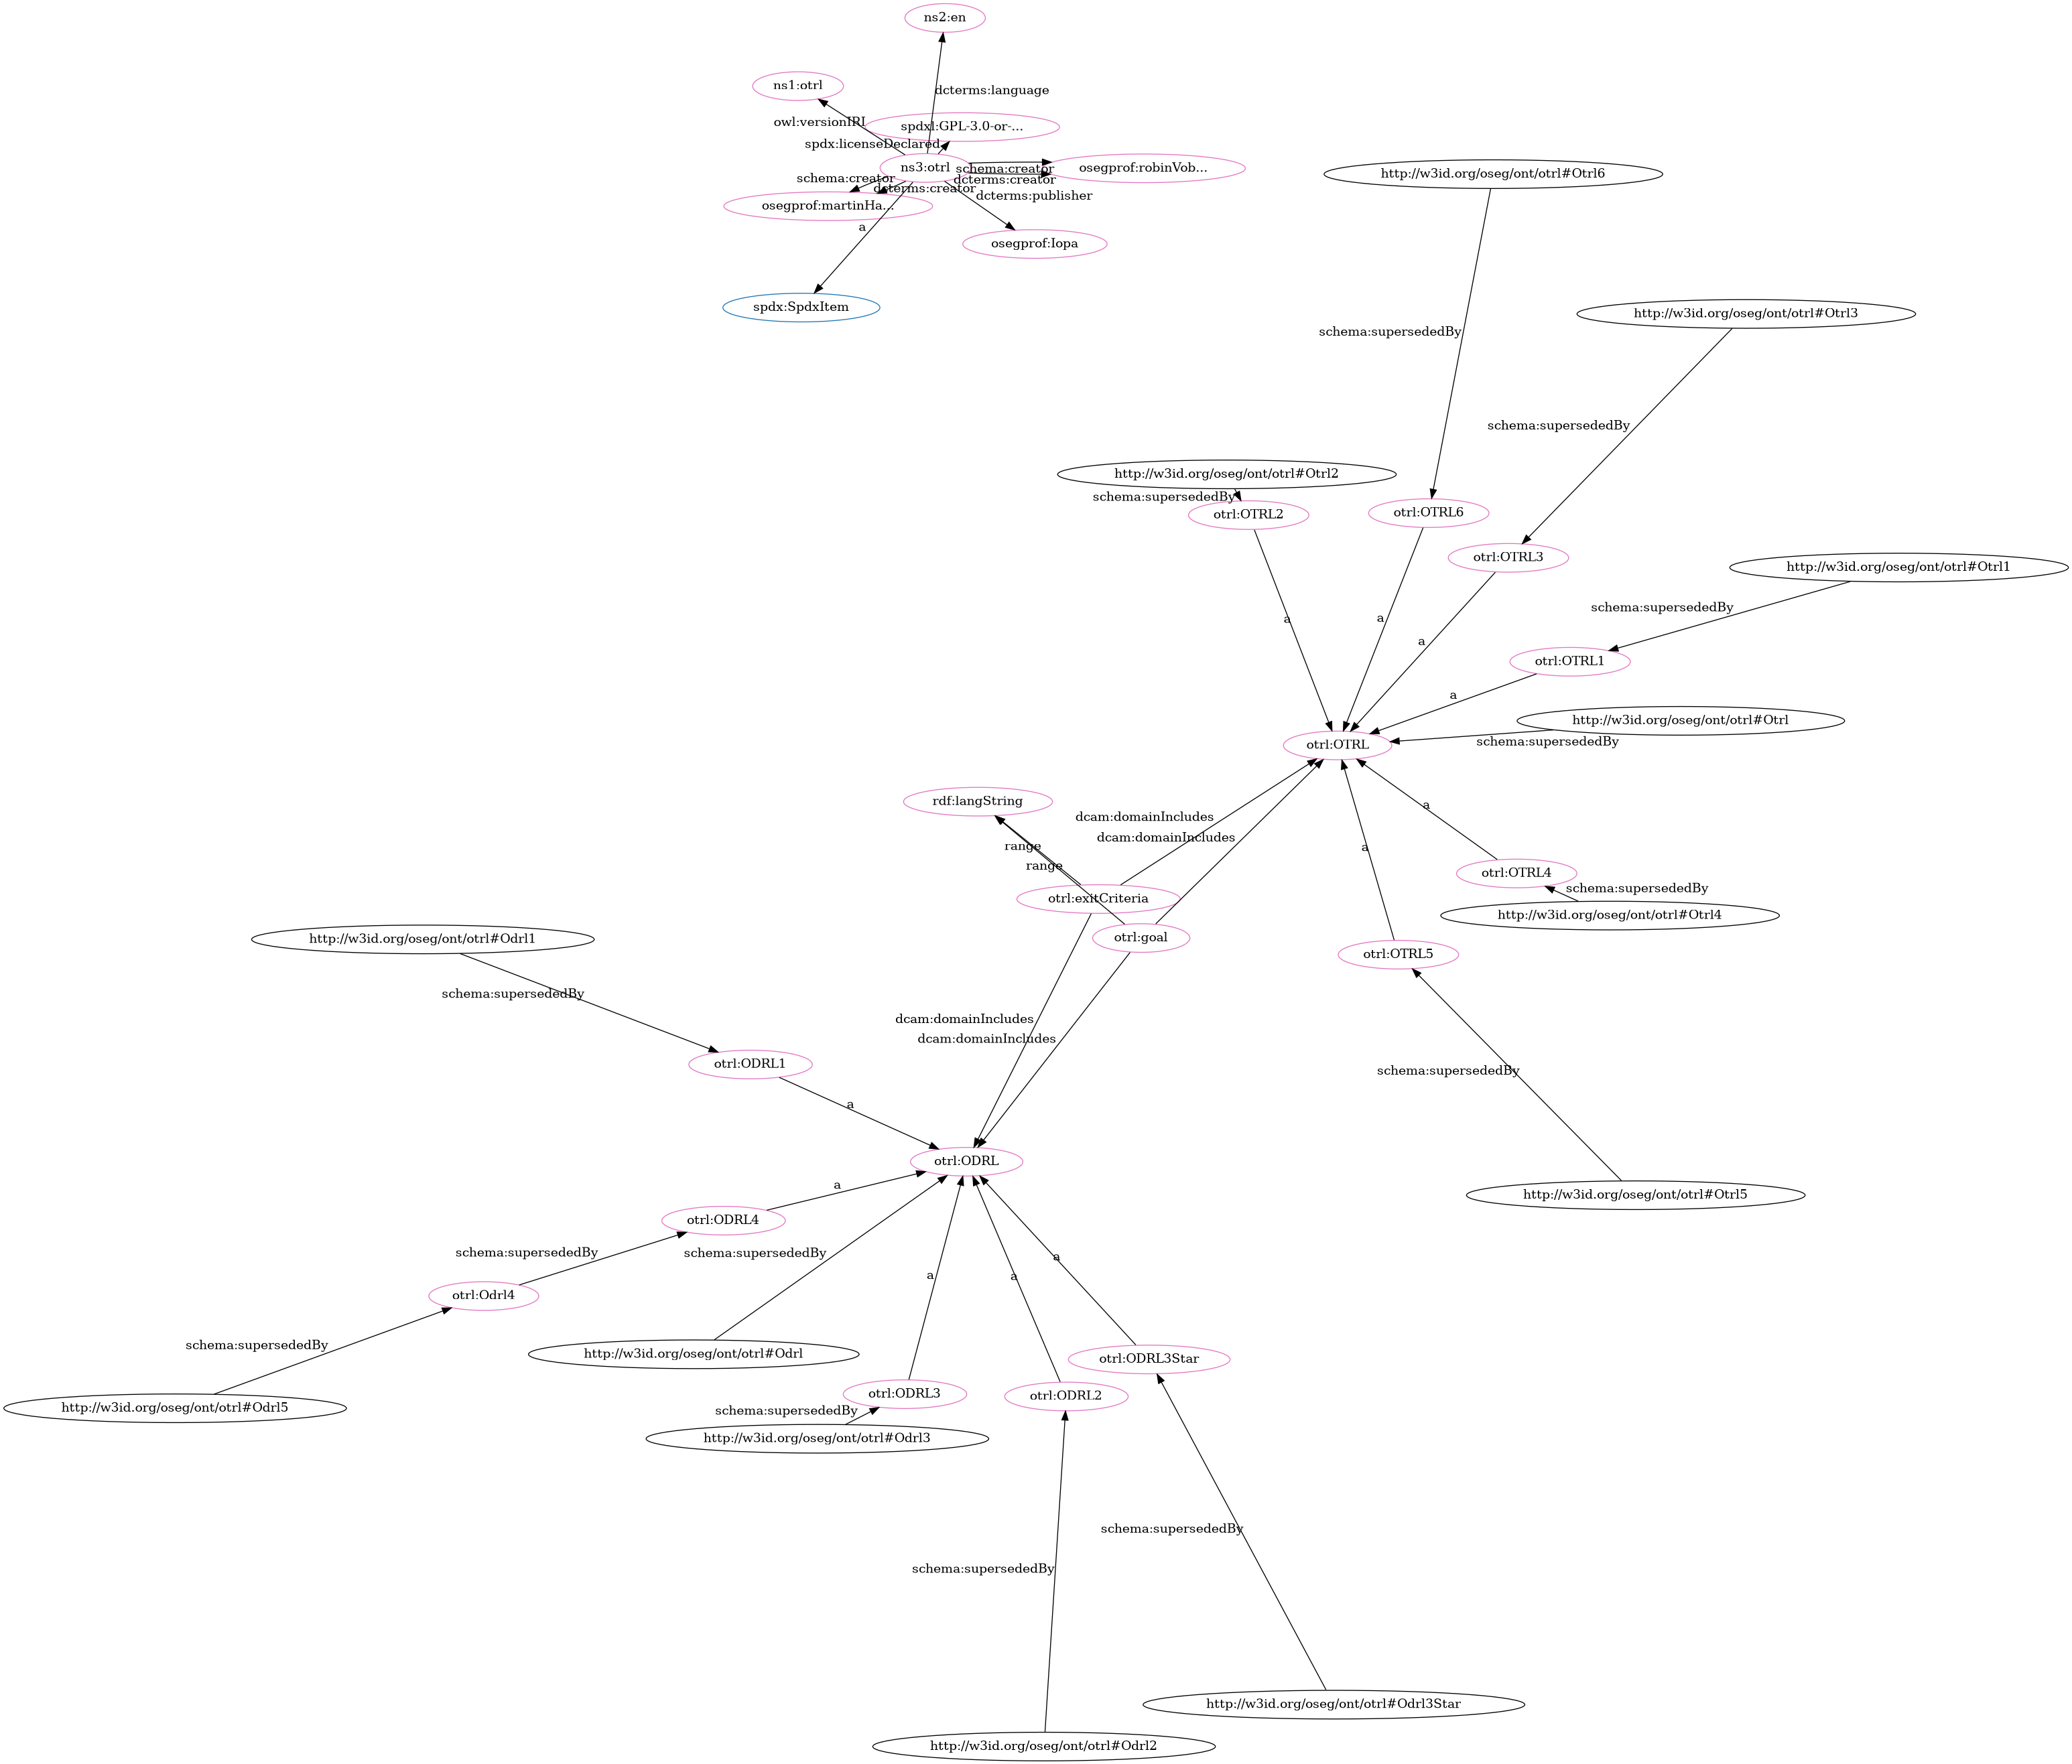 ns2:en
ns1:otrl
dcterms:language
owl:versionIRI
spdxl:GPL-3.0-or-...
spdx:licenseDeclared
ns3:otrl
schema:creator
osegprof:robinVob...
http://w3id.org/oseg/ont/otrl#Otrl6
schema:creator
dcterms:creator
dcterms:creator
dcterms:publisher
osegprof:martinHa...
a
osegprof:Iopa
spdx:SpdxItem
http://w3id.org/oseg/ont/otrl#Otrl3
schema:supersededBy
schema:supersededBy
http://w3id.org/oseg/ont/otrl#Otrl2
schema:supersededBy
otrl:OTRL2
otrl:OTRL6
otrl:OTRL3
http://w3id.org/oseg/ont/otrl#Otrl1
schema:supersededBy
a
a
a
otrl:OTRL1
a
http://w3id.org/oseg/ont/otrl#Otrl
otrl:OTRL
schema:supersededBy
rdf:langString
a
dcam:domainIncludes
dcam:domainIncludes
range
a
range
otrl:OTRL4
schema:supersededBy
otrl:exitCriteria
http://w3id.org/oseg/ont/otrl#Otrl4
otrl:goal
http://w3id.org/oseg/ont/otrl#Odrl1
otrl:OTRL5
schema:supersededBy
dcam:domainIncludes
dcam:domainIncludes
otrl:ODRL1
schema:supersededBy
a
otrl:ODRL
a
http://w3id.org/oseg/ont/otrl#Otrl5
otrl:ODRL4
schema:supersededBy
schema:supersededBy
a
a
a
otrl:Odrl4
schema:supersededBy
http://w3id.org/oseg/ont/otrl#Odrl
otrl:ODRL3Star
otrl:ODRL3
otrl:ODRL2
http://w3id.org/oseg/ont/otrl#Odrl5
schema:supersededBy
http://w3id.org/oseg/ont/otrl#Odrl3
schema:supersededBy
schema:supersededBy
http://w3id.org/oseg/ont/otrl#Odrl3Star
http://w3id.org/oseg/ont/otrl#Odrl2